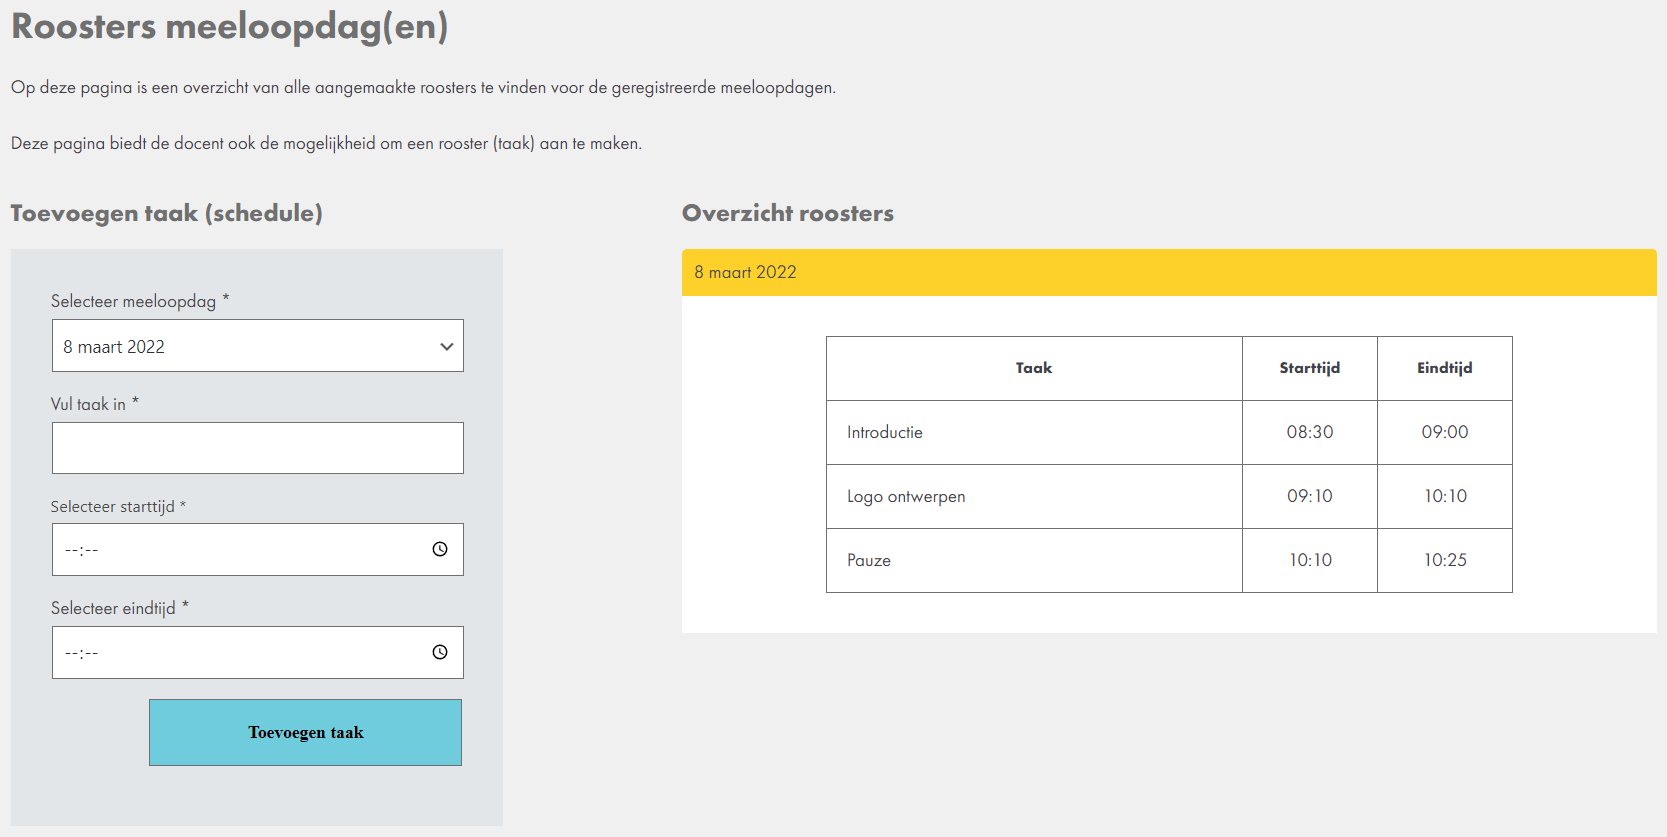 Roosters meeloopdag(en)
Op deze pagina is een overzicht van alle aangemaakte roosters te vinden voor de geregistreerde meeloopdagen.
Deze pagina biedt de docent ook de mogelijkheid om een rooster (taak) aan te maken.
Toevoegen taak (schedule)
Selecteer meeloopdag *
8 maart 2022
Vul taak in *
Selecteer starttijd *
--:--
Selecteer eindtijd *
--:--
Toevoegen taak
Overzicht roosters
8 maart 2022
Taak Starttijd Eindtijd
Introductie 08:30 09:00
Logo ontwerpen 09:10 10:10
Pauze 10:10 10:25